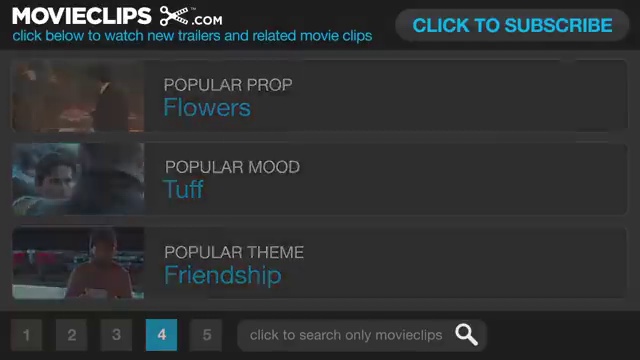 MOVIECLIPS .COM
click below to watch new trailers and related movie clips
CLICK TO SUBSCRIBE
POPULAR PROP
Flowers
POPULAR MOOD
Tuff
POPULAR THEME
Friendship
1 2 3 4 5
click to search only movieclips